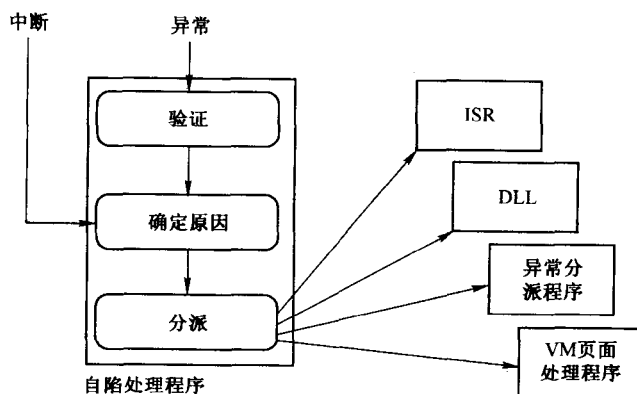 中断
异常
验证
ISR
DLL
确定原因
异常分
派程序
分派
VM页面
处理程序
自陷处理程序